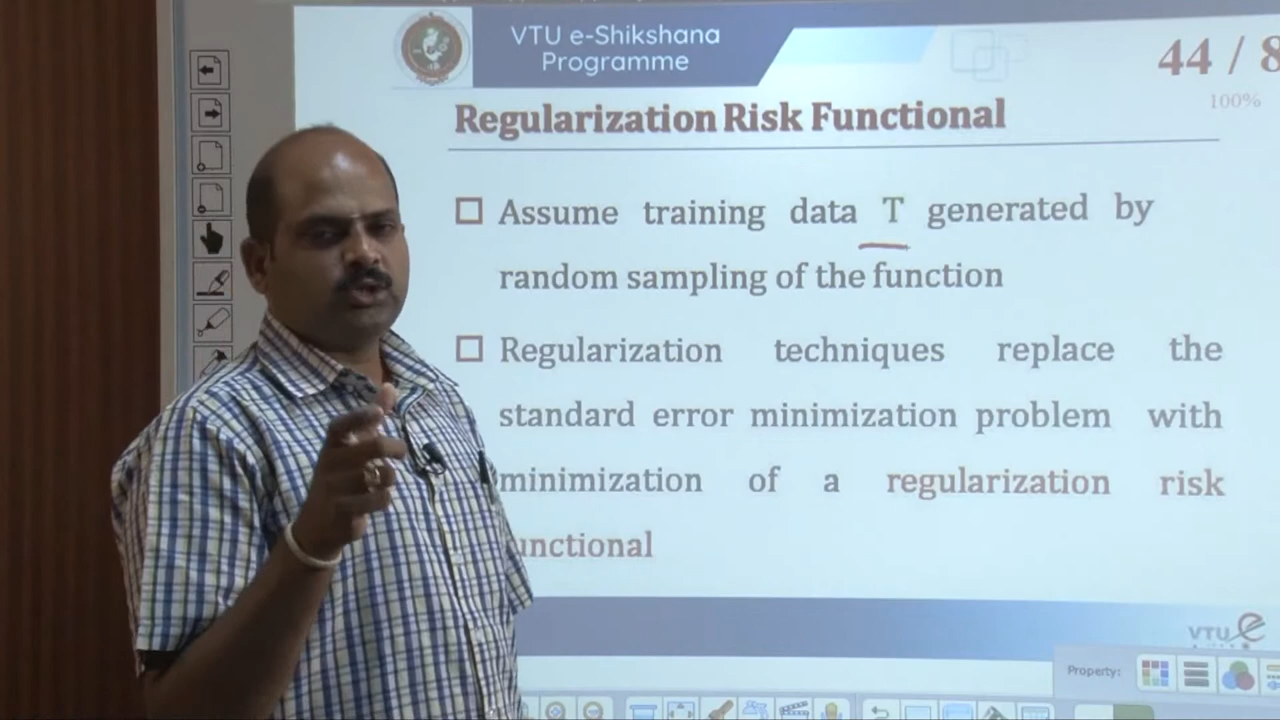 VTU e-Shikshana
Programme
44 / 8
100%
Regularization Risk Functional
Assume training data T generated by
random sampling of the function
Regularization techniques replace the
standard error minimization problem with
minimization of a regularization risk
unctional
VTU e
Property: